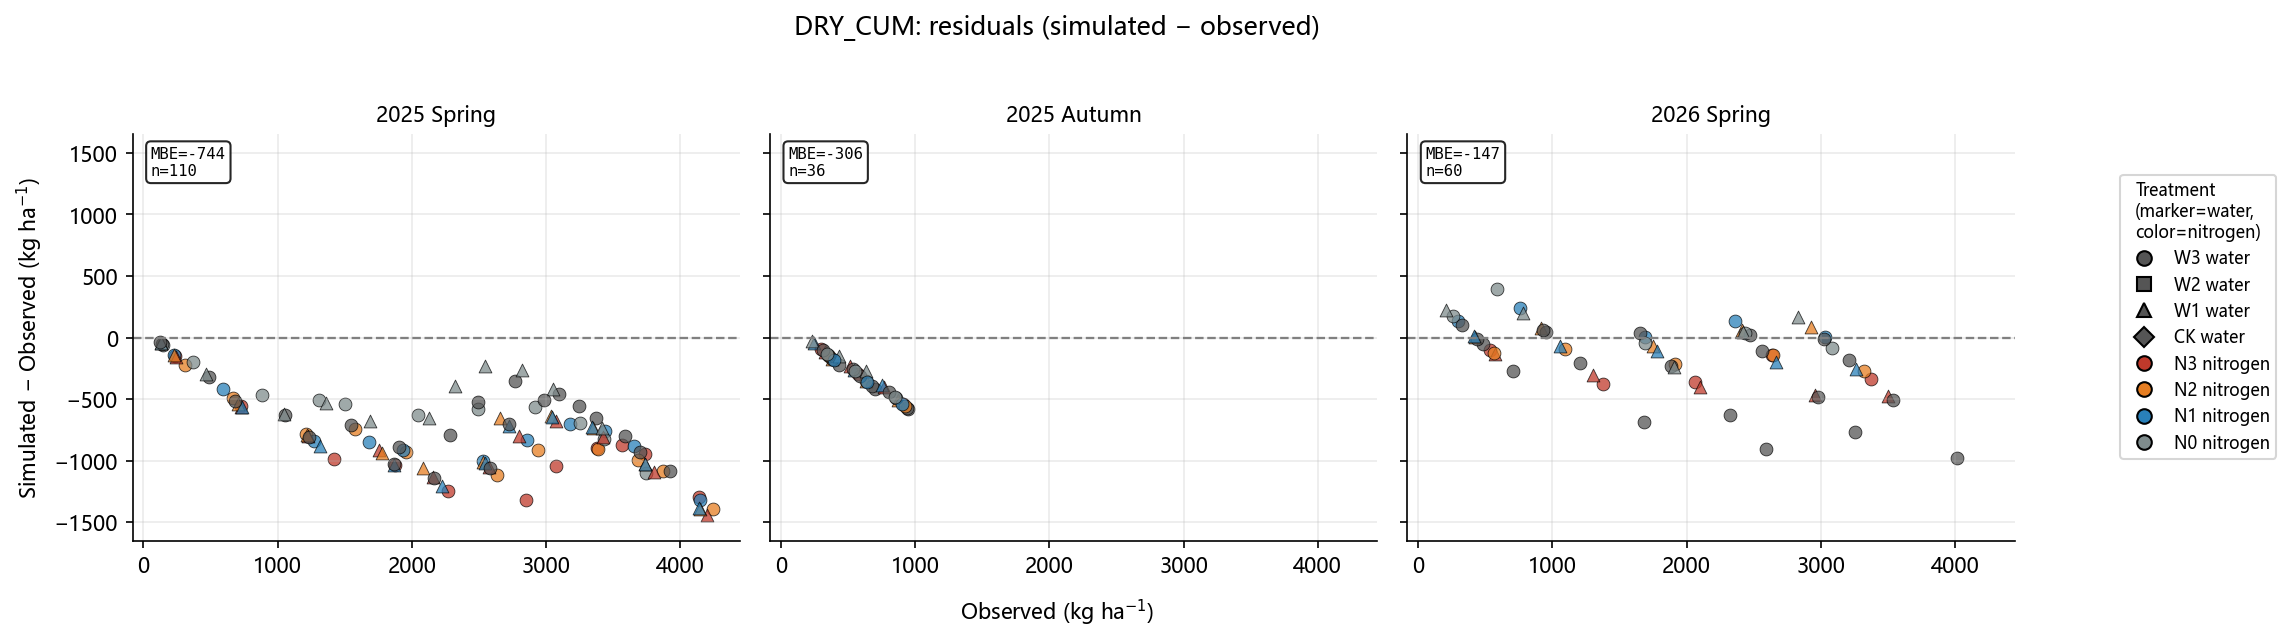 DRY_CUM: residuals (simulated − observed)
2025 Spring
2025 Autumn
2026 Spring
MBE=-744
n=110
MBE=-306
n=36
MBE=-147
n=60
Simulated − Observed (kg ha⁻¹)
1500
1000
500
0
−500
−1000
−1500
0 1000 2000 3000 4000
0 1000 2000 3000 4000
0 1000 2000 3000 4000
Observed (kg ha⁻¹)
Treatment
(marker=water,
color=nitrogen)
W3 water
W2 water
W1 water
CK water
N3 nitrogen
N2 nitrogen
N1 nitrogen
N0 nitrogen